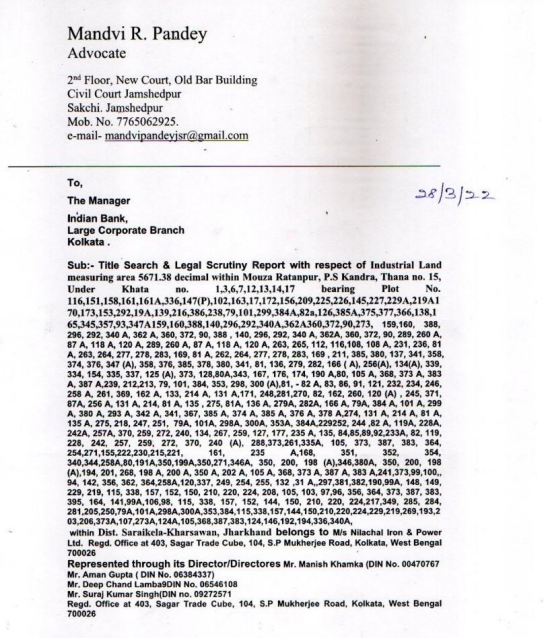 Mandvi R. Pandey
Advocate
2nd Floor, New Court, Old Bar Building
Civil Court Jamshedpur
Sakchi. Jamshedpur
Mob. No. 7765062925.
e-mail- mandvipandeyjsr@gmail.com
28/3/22
To,
The Manager
Indian Bank,
Large Corporate Branch
Kolkata .
Sub:- Title Search & Legal Scrutiny Report with respect of Industrial Land
measuring area 5671.38 decimal within Mouza Ratanpur, P.S Kandra, Thana no. 15,
Under Khata no. 1,3,6,7,12,13,14,17 bearing Plot No.
116,151,158,161,161A,336,147(P),102,163,17,172,156,209,225,226,145,227,229A,219A1
70,173,153,292,19A,139,216,386,238,79,101,299,384A,82a,126,385A,375,377,366,138,1
65,345,357,93,347A159,160,388,140,296,292,340A,362A360,372,90,273, 159,160, 388,
296, 292, 340 A, 362 A, 360, 372, 90, 388 , 140, 296, 292, 340 A, 362A, 360, 372, 90, 289, 260 A,
87 A, 118 A, 120 A, 289, 260 A, 87 A, 118 A, 120 A, 263, 265, 112, 116,108, 108 A, 231, 236, 81
A, 263, 264, 277, 278, 283, 169, 81 A, 262, 264, 277, 278, 283, 169 , 211, 385, 380, 137, 341, 358,
374, 376, 347 (A), 358, 376, 385, 378, 380, 341, 81, 136, 279, 282, 166 ( A), 256(A), 134(A), 339,
334, 154, 335, 337, 125 (A), 373, 128,80A,343, 167, 176, 174, 190 A,80, 105 A, 368, 373 A, 383
A, 387 A,239, 212,213, 79, 101, 384, 353, 298, 300 (A),81, - 82 A, 83, 86, 91, 121, 232, 234, 246,
258 A, 261, 369, 162 A, 133, 214 A, 131 A,171, 248,281,270, 82, 162, 260, 120 (A) , 245, 371,
87A, 256 A, 131 A, 214, 81 A, 135 , 275, 81A, 136 A, 279A, 282A, 166 A, 79A, 384 A, 101 A, 299
A, 380 A, 293 A, 342 A, 341, 367, 385 A, 374 A, 385 A, 376 A, 378 A,274, 131 A, 214 A, 81 A,
135 A, 275, 218, 247, 251, 79A, 101A, 298A, 300A, 353A, 384A,229252, 244 ,82 A, 119A, 228A,
242A, 257A, 370, 259, 272, 240, 134, 267, 259, 127, 177, 235 A, 135, 84,85,89,92,233A, 82, 119,
228, 242, 257, 259, 272, 370, 240 (A), 288,373,261,335A, 105, 373, 387, 383, 364,
254,271,155,222,230,215,221, 161, 235 A,168, 351, 352, 354,
340,344,258A,80,191A,350,199A,350,271,346A, 350, 200, 198 (A),346,380A, 350, 200, 198
(A),194, 201, 268, 198 A, 200 A, 350 A, 202 A, 105 A, 368, 373 A, 387 A, 383 A,241,373,99,100,,
94, 142, 356, 362, 364,258A,120,337, 249, 254, 255, 132 ,31 A,,297,381,382,190,99A, 148, 149,
229, 219, 115, 338, 157, 152, 150, 210, 220, 224, 208, 105, 103, 97,96, 356, 364, 373, 387, 383,
395, 164, 141,99A,106,98, 115, 338, 157, 152, 144, 150, 210, 220, 224,217,349, 285, 284,
281,205,250,79A,101A,298A,300A,353,384,115,338,157,144,150,210,220,224,229,219,269,193,2
03,206,373A,107,273A,124A,105,368,387,383,124,146,192,194,336,340A,
within Dist. Saraikela-Kharsawan, Jharkhand belongs to M/s Nilachal Iron & Power
Ltd. Regd. Office at 403, Sagar Trade Cube, 104, S.P Mukherjee Road, Kolkata, West Bengal
700026
Represented through its Director/Directores Mr. Manish Khamka (DIN No. 00470767
Mr. Aman Gupta ( DIN No. 06384337)
Mr. Deep Chand Lamba9DIN No. 06546108
Mr. Suraj Kumar Singh(DIN no. 09272571
Regd. Office at 403, Sagar Trade Cube, 104, S.P Mukherjee Road, Kolkata, West Bengal
700026